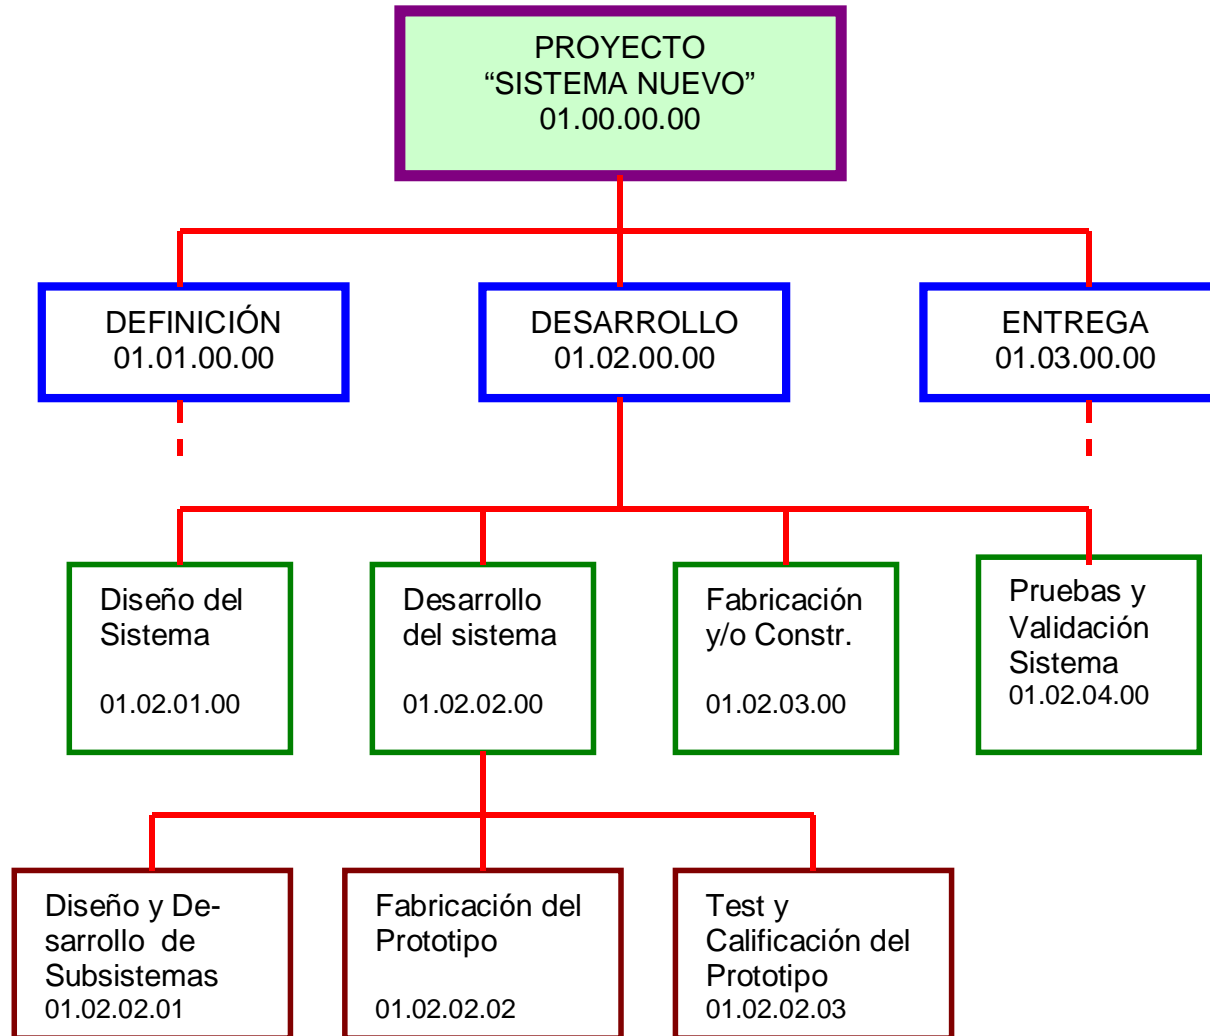 PROYECTO
“SISTEMA NUEVO”
01.00.00.00
DEFINICIÓN
01.01.00.00
DESARROLLO
01.02.00.00
ENTREGA
01.03.00.00
Diseño del
Sistema
01.02.01.00
Desarrollo
del sistema
01.02.02.00
Fabricación
y/o Constr.
01.02.03.00
Pruebas y
Validación
Sistema
01.02.04.00
Diseño y De-
sarrollo de
Subsistemas
01.02.02.01
Fabricación del
Prototipo
01.02.02.02
Test y
Calificación del
Prototipo
01.02.02.03